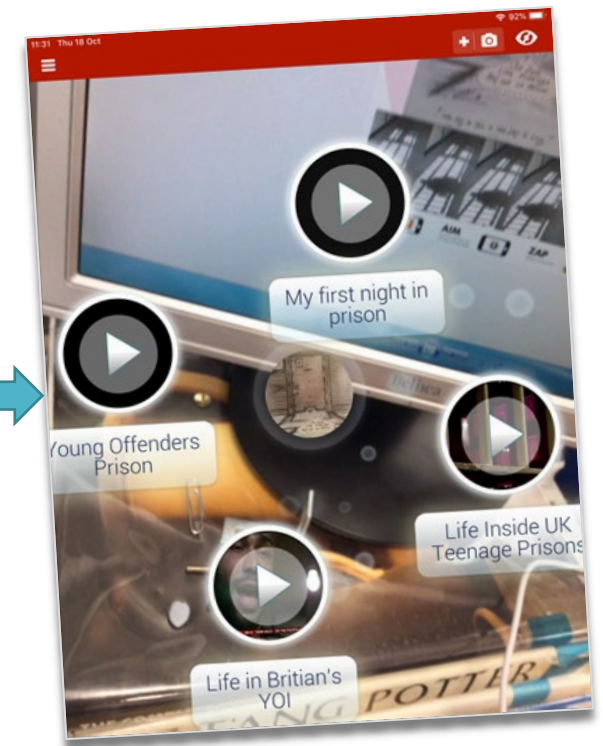 11:31 Thu 18 Oct
92%
AIM
ZAP
My first night in
prison
Young Offenders
Prison
Life Inside UK
Teenage Prisons
Life in Britian's
YOI
POTTER